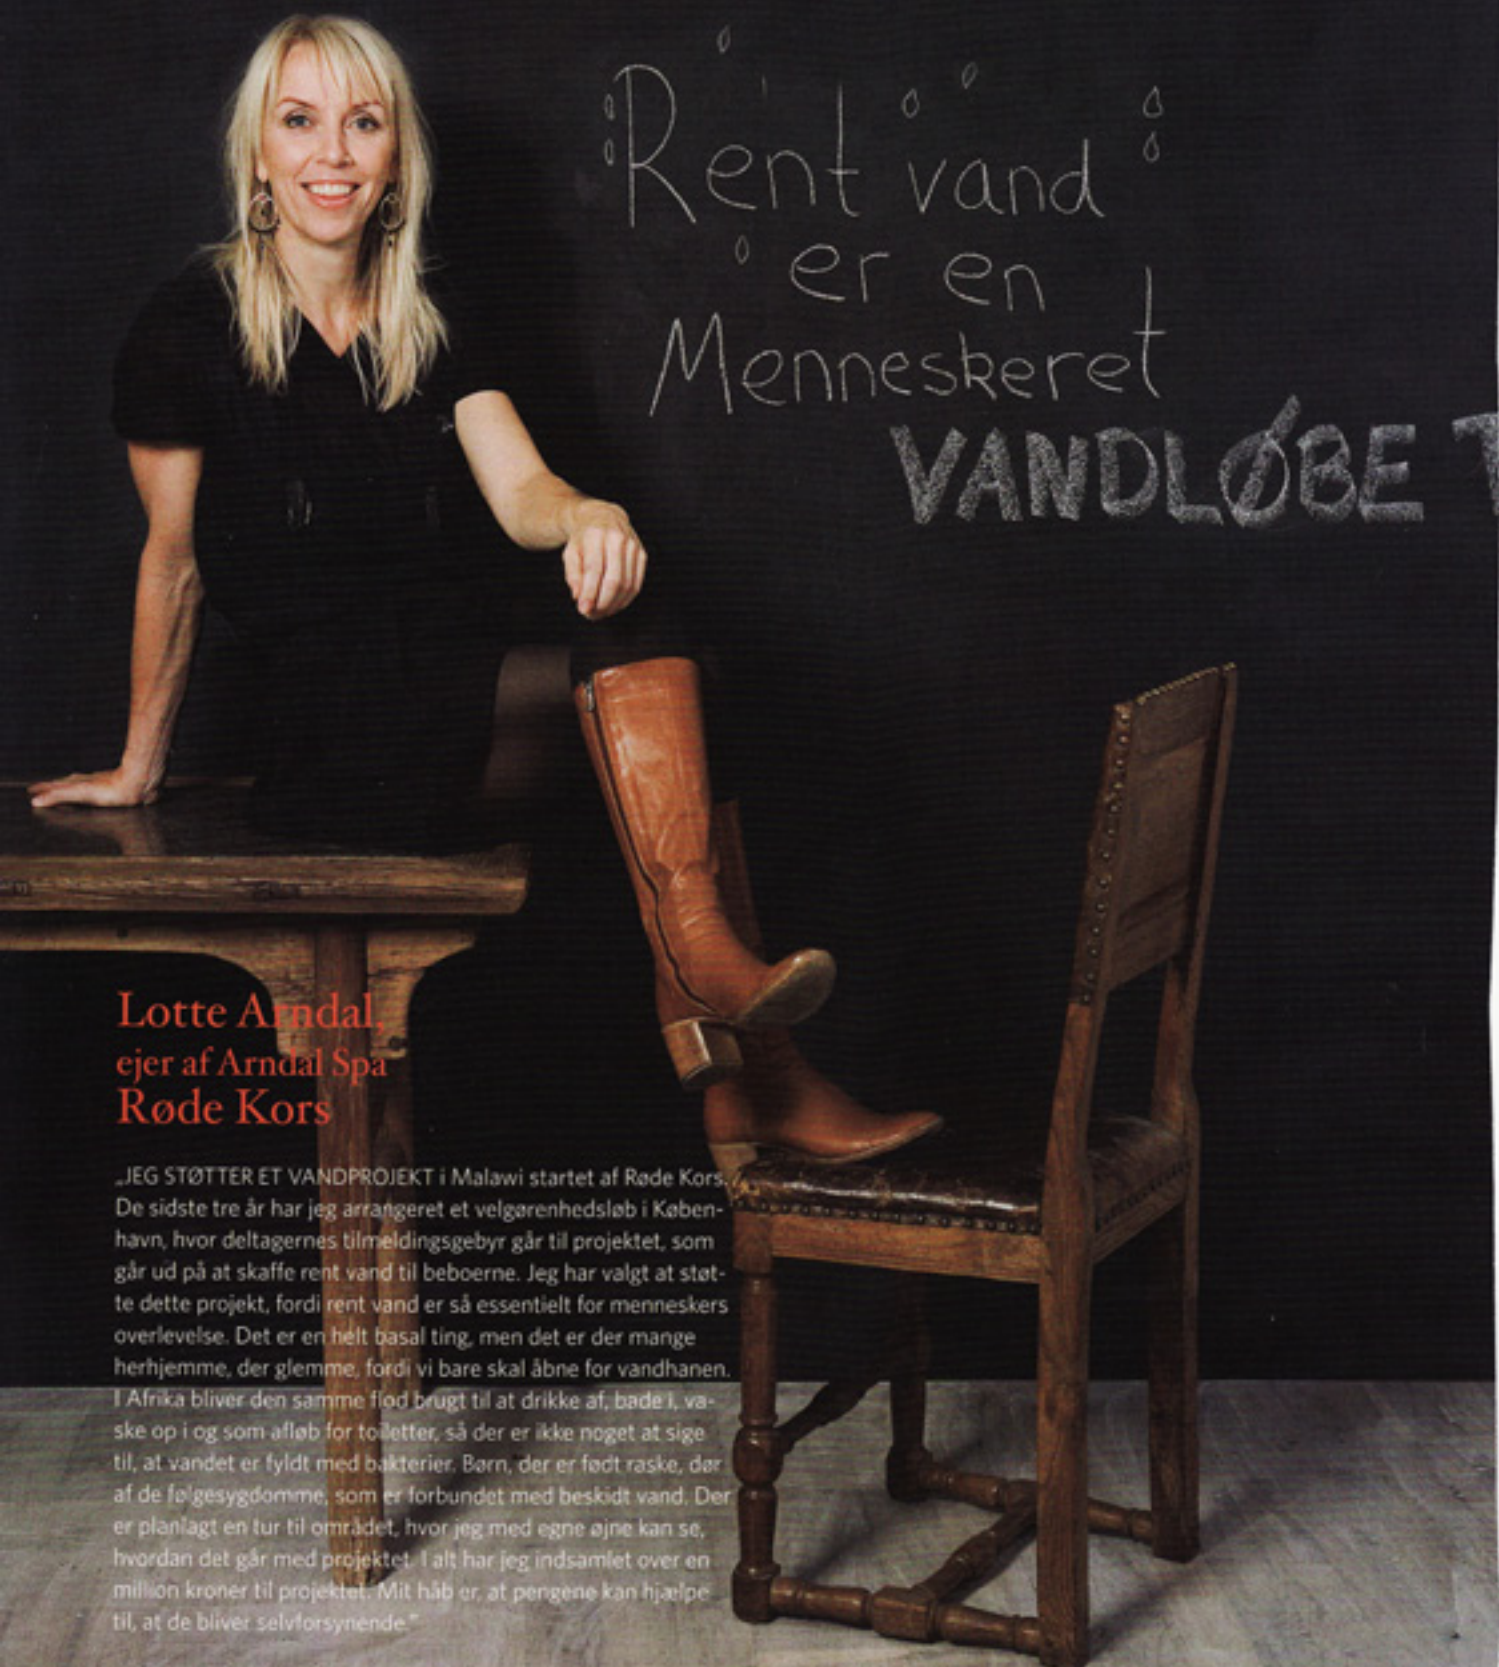 Rent vand
er en
Menneskeret
VANDLØBE
Lotte Arndal,
ejer af Arndal Spa
Røde Kors
„JEG STØTTER ET VANDPROJEKT i Malawi startet af Røde Kors.
De sidste tre år har jeg arrangeret et velgørenhedsløb i Køben-
havn, hvor deltagernes tilmeldingsgebyr går til projektet, som
går ud på at skaffe rent vand til beboerne. Jeg har valgt at støt-
te dette projekt, fordi rent vand er så essentielt for menneskers
overlevelse. Det er en helt basal ting, men det er der mange
herhjemme, der glemme, fordi vi bare skal åbne for vandhanen.
I Afrika bliver den samme flod brugt til at drikke af, bade i, va-
ske op i og som afløb for toiletter, så der er ikke noget at sige
til, at vandet er fyldt med bakterier. Børn, der er født raske, dør
af de følgesygdomme, som er forbundet med beskidt vand. Der
er planlagt en tur til området, hvor jeg med egne øjne kan se,
hvordan det går med projektet. I alt har jeg indsamlet over en
million kroner til projektet. Mit håb er, at pengene kan hjælpe
til, at de bliver selvforsynende."